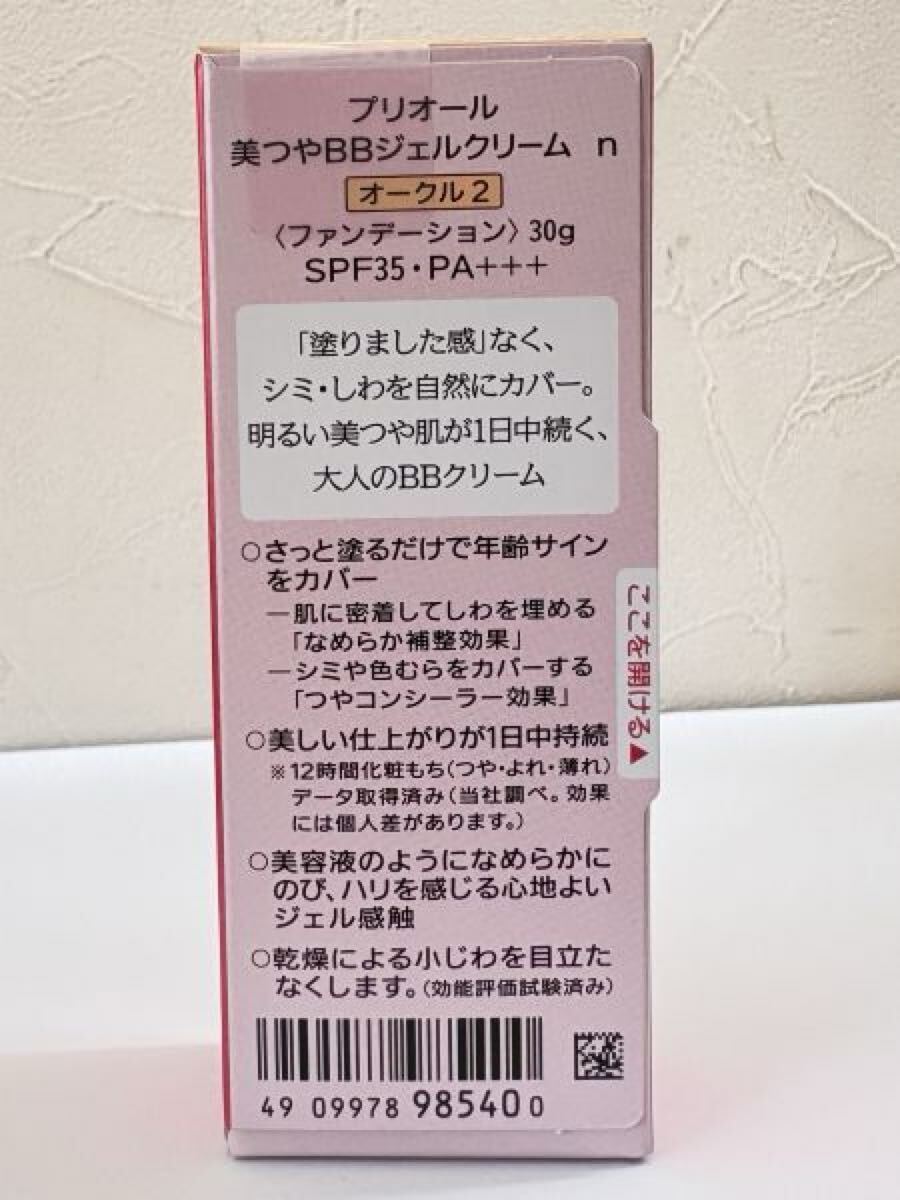 プリオール
美つやBBジェルクリーム n
オークル2
〈ファンデーション〉30g
SPF35・PA+++
「塗りました感」なく、
シミ・しわを自然にカバー。
明るい美つや肌が1日中続く、
大人のBBクリーム
○さっと塗るだけで年齢サイン
をカバー
―肌に密着してしわを埋める
「なめらか補整効果」
―シミや色むらをカバーする
「つやコンシーラー効果」
○美しい仕上がりが1日中持続
※12時間化粧もち(つや・よれ・薄れ)
データ取得済み(当社調べ。効果
には個人差があります。)
○美容液のようになめらかに
のび、ハリを感じる心地よい
ジェル感触
○乾燥による小じわを目立た
なくします。(効能評価試験済み)
ここを開ける▲
49 09978 98540 0